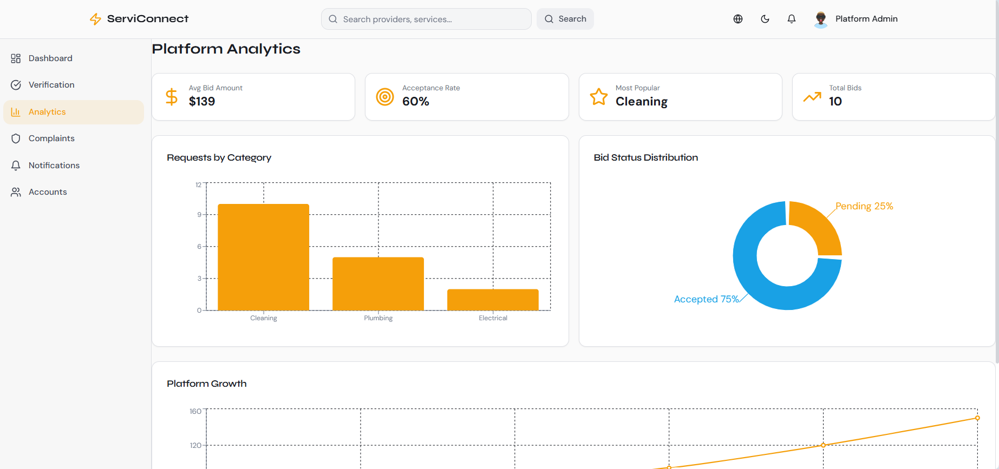 ServiConnect
Search providers, services...
Search
Platform Admin
Dashboard
Verification
Analytics
Complaints
Notifications
Accounts
Platform Analytics
Avg Bid Amount
$139
Acceptance Rate
60%
Most Popular
Cleaning
Total Bids
10
Requests by Category
12
9
6
3
0
Cleaning
Plumbing
Electrical
Bid Status Distribution
Pending 25%
Accepted 75%
Platform Growth
160
120